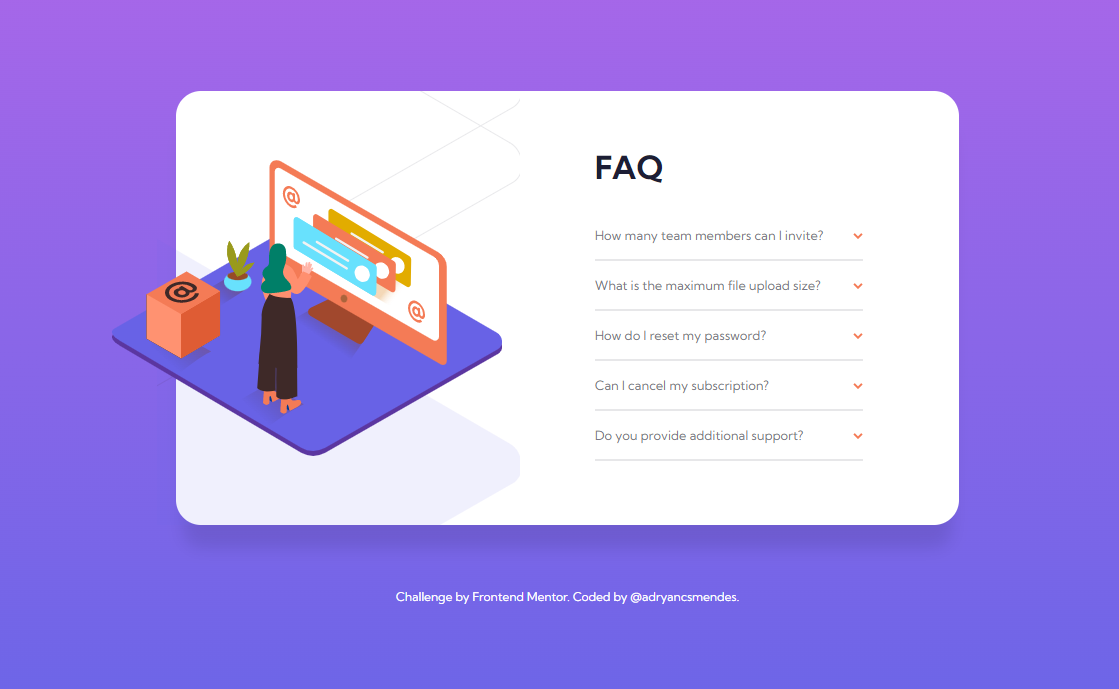 FAQ
How many team members can I invite?
What is the maximum file upload size?
How do I reset my password?
Can I cancel my subscription?
Do you provide additional support?
@
@
@
Challenge by Frontend Mentor. Coded by @adryancsmendes.